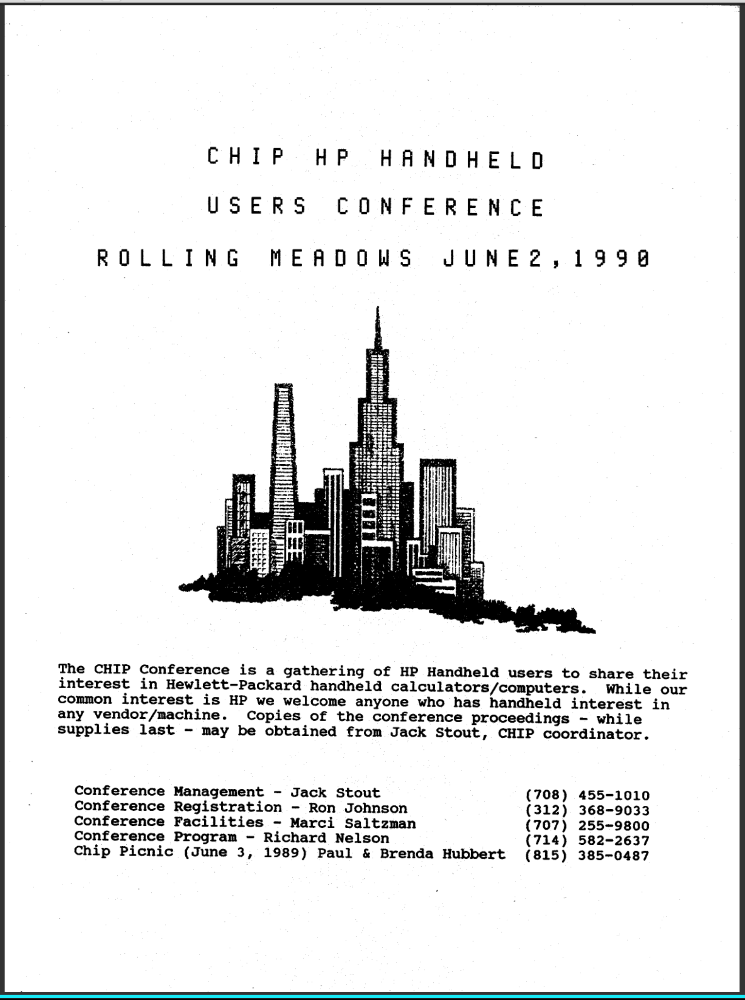 CHIP HP HANDHELD
USERS CONFERENCE
ROLLING MEADOWS JUNE2,1990
The CHIP Conference is a gathering of HP Handheld users to share their
interest in Hewlett-Packard handheld calculators/computers.  While our
common interest is HP we welcome anyone who has handheld interest in
any vendor/machine.  Copies of the conference proceedings - while
supplies last - may be obtained from Jack Stout, CHIP coordinator.
Conference Management - Jack Stout (708) 455-1010
Conference Registration - Ron Johnson (312) 368-9033
Conference Facilities - Marci Saltzman (707) 255-9800
Conference Program - Richard Nelson (714) 582-2637
Chip Picnic (June 3, 1989) Paul & Brenda Hubbert (815) 385-0487